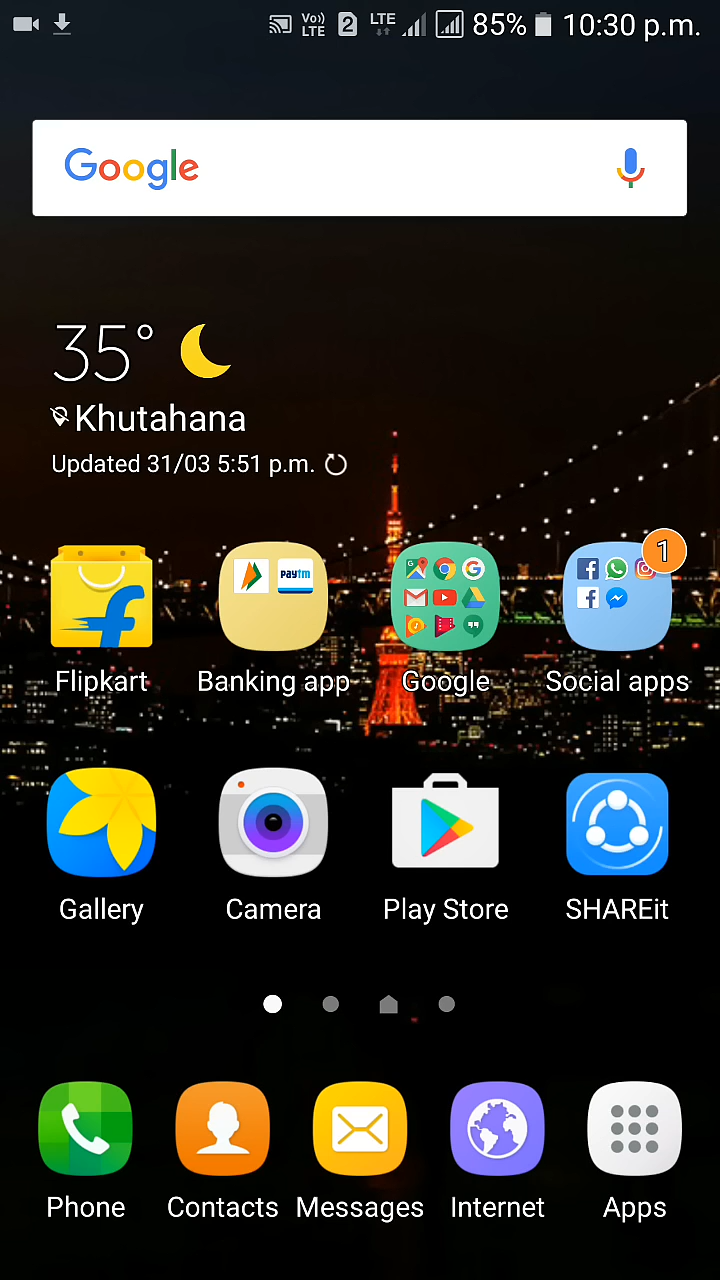 Vo)) LTE 2 LTE 85% 10:30 p.m.
Google
35°
Khutahana
Updated 31/03 5:51 p.m.
paytm
1
Flipkart Banking app Google Social apps
Gallery Camera Play Store SHAREit
Phone Contacts Messages Internet Apps